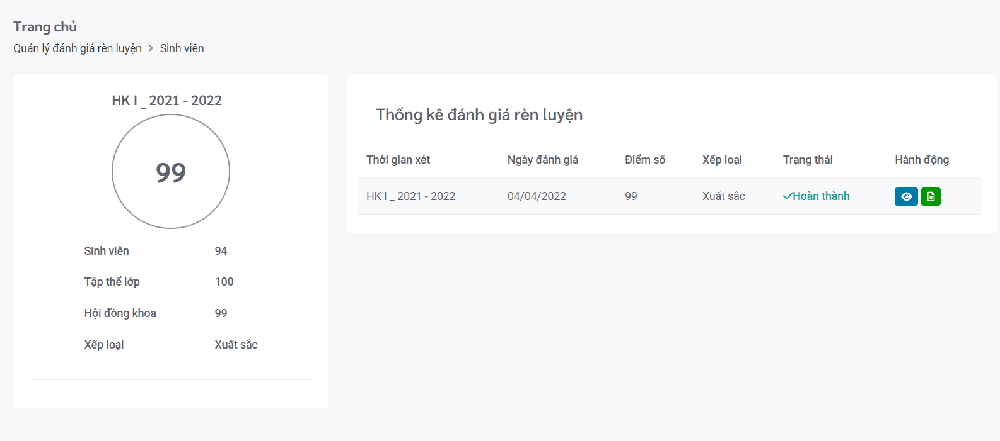 Trang chủ
Quản lý đánh giá rèn luyện > Sinh viên
HK I _ 2021 - 2022
99
Sinh viên 94
Tập thể lớp 100
Hội đồng khoa 99
Xếp loại Xuất sắc
Thống kê đánh giá rèn luyện
Thời gian xét Ngày đánh giá Điểm số Xếp loại Trạng thái Hành động
HK I _ 2021 - 2022 04/04/2022 99 Xuất sắc Hoàn thành